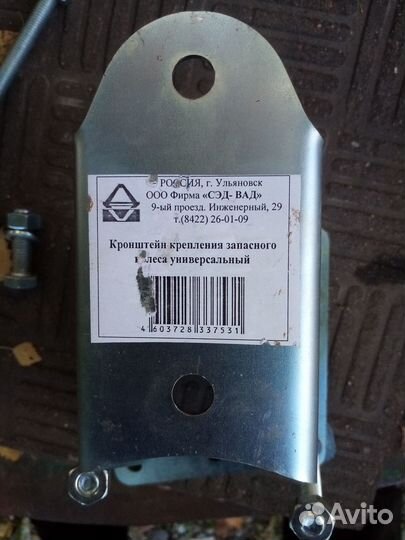 РОССИЯ, г. Ульяновск
ООО Фирма «СЭД- ВАД»
9-ый проезд. Инженерный, 29
т.(8422) 26-01-09
Кронштейн крепления запасного
колеса универсальный
4 603728 337531
Avito